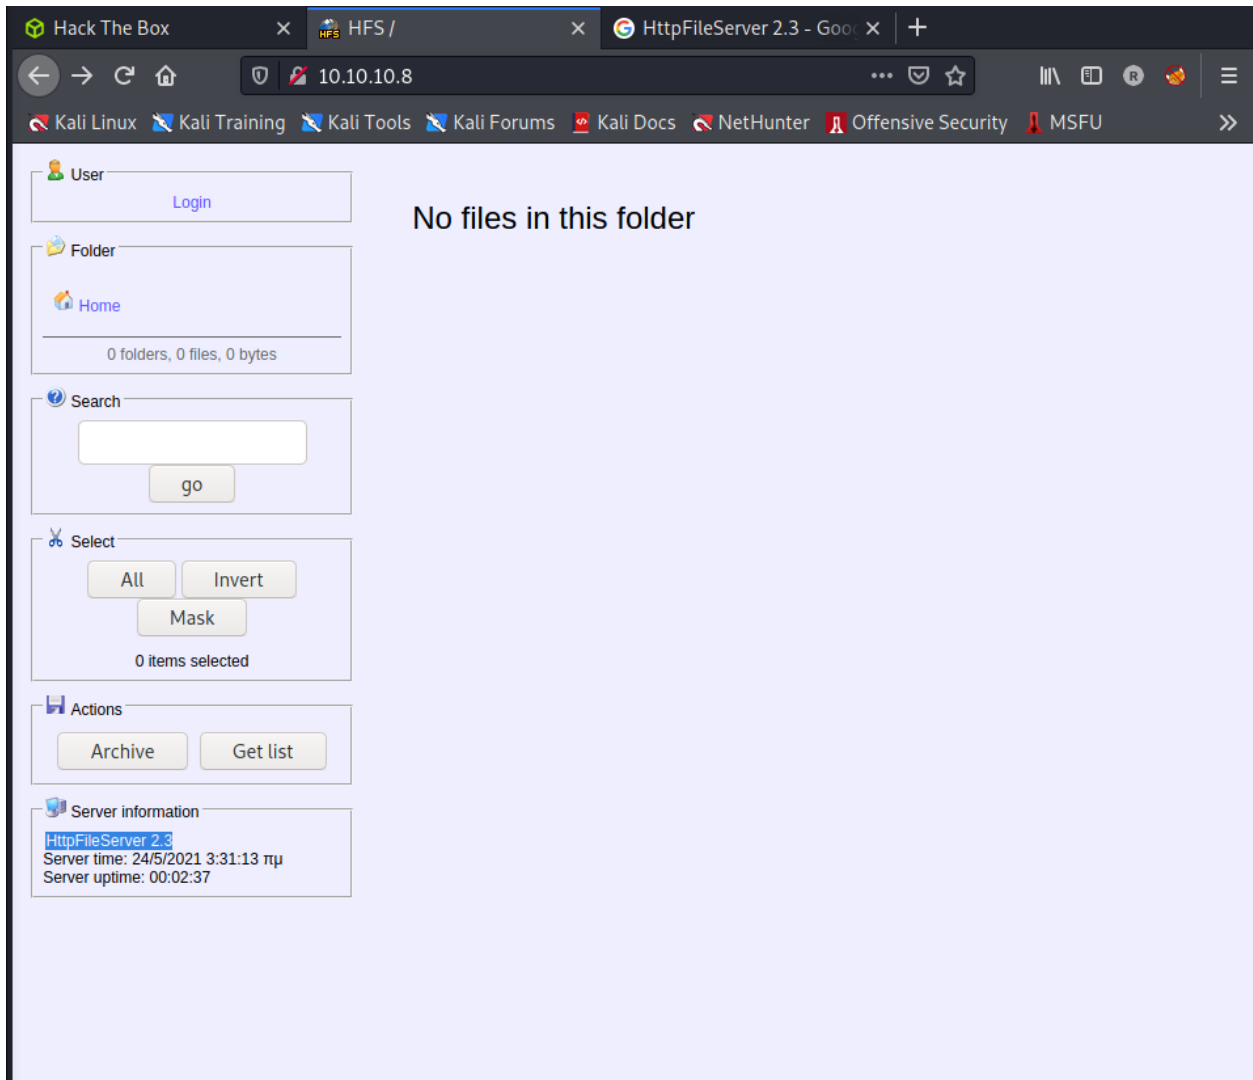 Hack The Box
HFS /
HttpFileServer 2.3 - Goo
10.10.10.8
Kali Linux
Kali Training
Kali Tools
Kali Forums
Kali Docs
NetHunter
Offensive Security
MSFU
User
Login
No files in this folder
Folder
Home
0 folders, 0 files, 0 bytes
Search
go
Select
All
Invert
Mask
0 items selected
Actions
Archive
Get list
Server information
HttpFileServer 2.3
Server time: 24/5/2021 3:31:13 πμ
Server uptime: 00:02:37